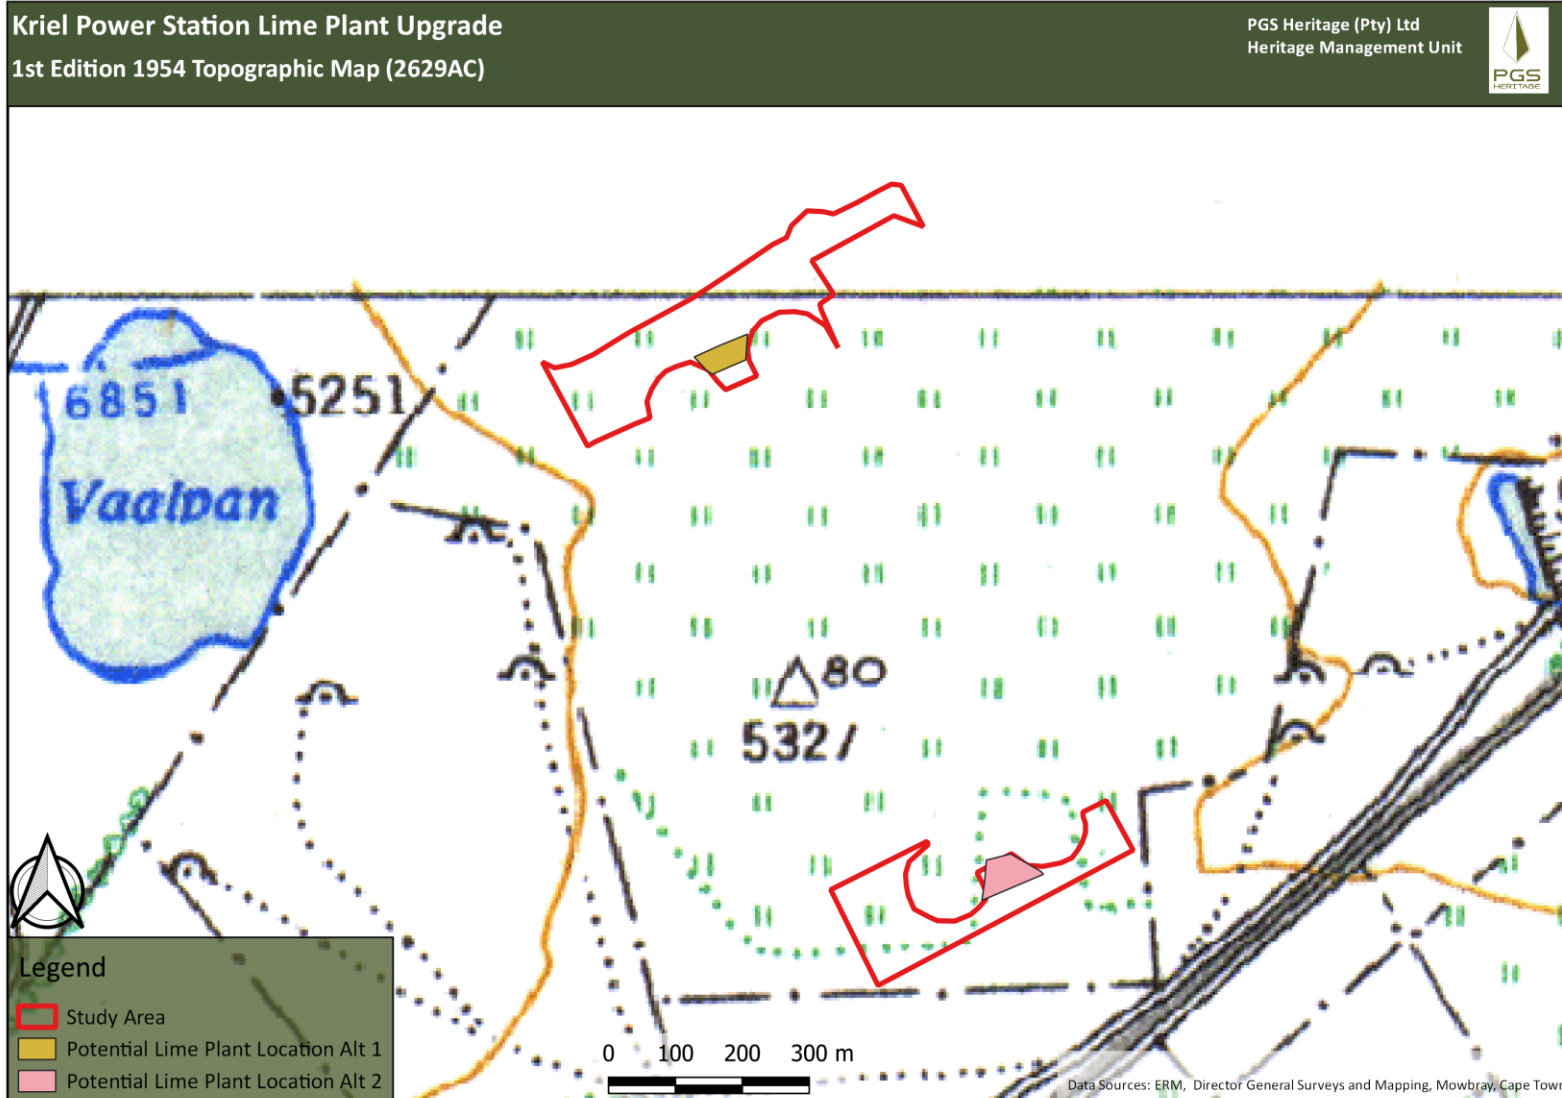 Kriel Power Station Lime Plant Upgrade
1st Edition 1954 Topographic Map (2629AC)
PGS Heritage (Pty) Ltd
Heritage Management Unit
PGS
HERITAGE
6851
5251
Vaalpan
80
5327
Legend
Study Area
Potential Lime Plant Location Alt 1
Potential Lime Plant Location Alt 2
0 100 200 300 m
Data Sources: ERM, Director General Surveys and Mapping, Mowbray, Cape Town